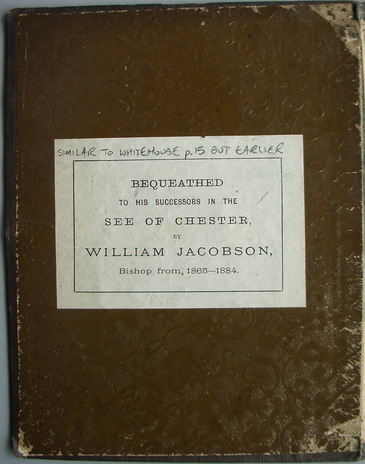 SIMILAR TO WHITEHOUSE p.15 BUT EARLIER
BEQUEATHED
TO HIS SUCCESSORS IN THE
SEE OF CHESTER,
BY
WILLIAM JACOBSON,
Bishop from, 1865—1884.